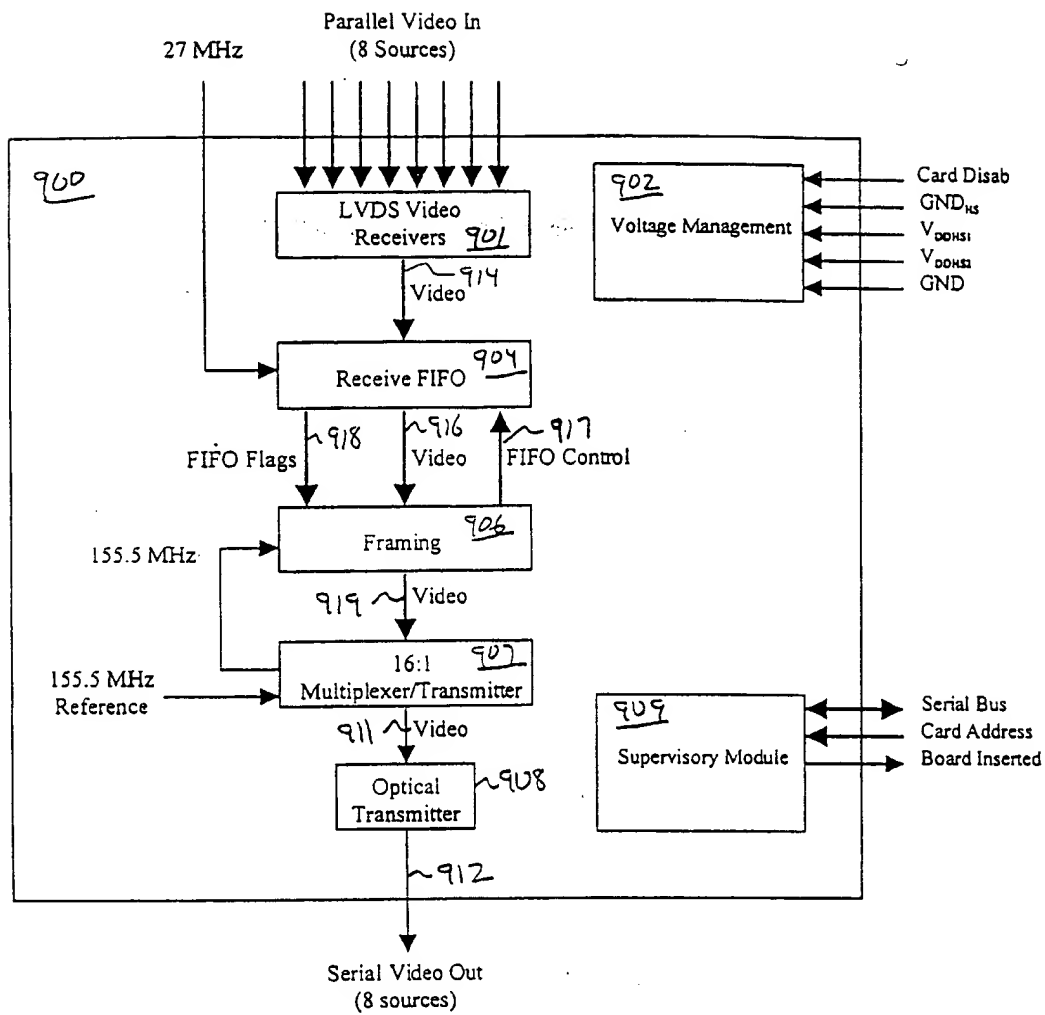 Parallel Video In
(8 Sources)
27 MHz
900
LVDS Video
Receivers 901
914
Video
902
Voltage Management
Card Disab
GND_HS
V_DDHS1
V_DDHS2
GND
904
Receive FIFO
918
FIFO Flags
916
Video
917
FIFO Control
906
Framing
155.5 MHz
919 Video
907
16:1
Multiplexer/Transmitter
155.5 MHz
Reference
911 Video
Optical
Transmitter
908
909
Supervisory Module
Serial Bus
Card Address
Board Inserted
912
Serial Video Out
(8 sources)